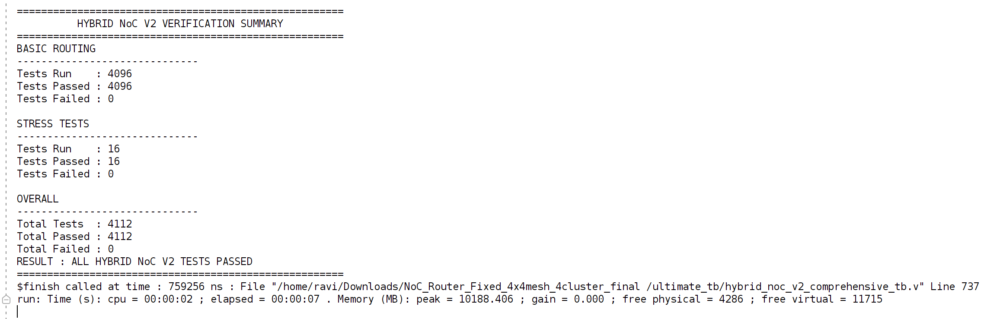 ======================================================
HYBRID NoC V2 VERIFICATION SUMMARY
======================================================
BASIC ROUTING
------------------------------
Tests Run    : 4096
Tests Passed : 4096
Tests Failed : 0
STRESS TESTS
------------------------------
Tests Run    : 16
Tests Passed : 16
Tests Failed : 0
OVERALL
------------------------------
Total Tests  : 4112
Total Passed : 4112
Total Failed : 0
RESULT : ALL HYBRID NoC V2 TESTS PASSED
======================================================
$finish called at time : 759256 ns : File "/home/ravi/Downloads/NoC_Router_Fixed_4x4mesh_4cluster_final /ultimate_tb/hybrid_noc_v2_comprehensive_tb.v" Line 737
run: Time (s): cpu = 00:00:02 ; elapsed = 00:00:07 . Memory (MB): peak = 10188.406 ; gain = 0.000 ; free physical = 4286 ; free virtual = 11715